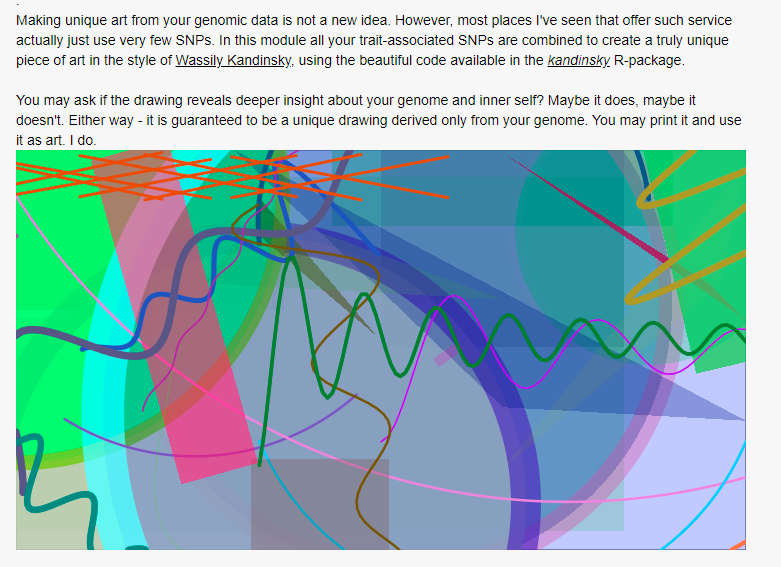 Making unique art from your genomic data is not a new idea. However, most places I've seen that offer such service
actually just use very few SNPs. In this module all your trait-associated SNPs are combined to create a truly unique
piece of art in the style of Wassily Kandinsky, using the beautiful code available in the kandinsky R-package.
You may ask if the drawing reveals deeper insight about your genome and inner self? Maybe it does, maybe it
doesn't. Either way - it is guaranteed to be a unique drawing derived only from your genome. You may print it and use
it as art. I do.